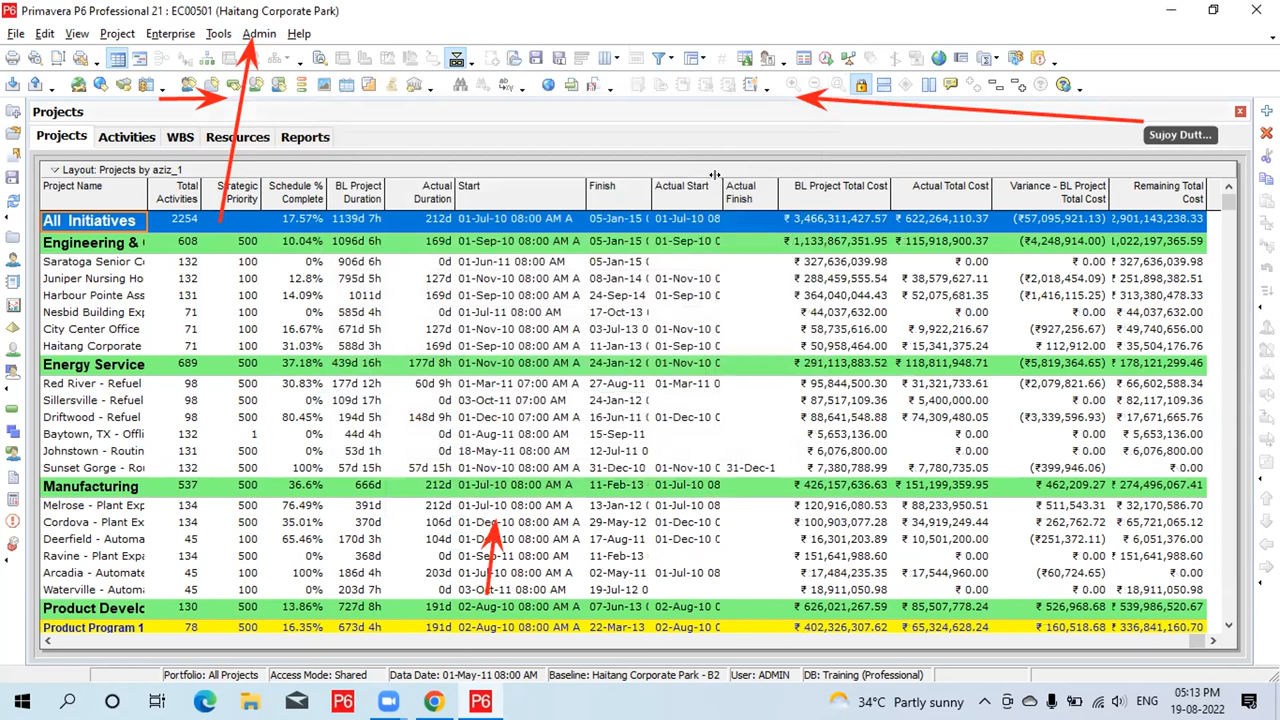 Primavera P6 Professional 21 : EC00501 (Haitang Corporate Park)
File Edit View Project Enterprise Tools Admin Help
Projects
Sujoy Dutt...
Projects Activities WBS Resources Reports
Layout: Projects by aziz_1
Project Name Total Activities Strategic Priority Schedule % Complete BL Project Duration Actual Duration Start Finish Actual Start Actual Finish BL Project Total Cost Actual Total Cost Variance - BL Project Total Cost Remaining Total Cost
All Initiatives 2254 17.57% 1139d 7h 212d 01-Jul-10 08:00 AM A 05-Jan-15 01-Jul-10 08 ₹ 3,466,311,427.57 ₹ 622,264,110.37 (₹57,095,921.13) 2,901,143,238.33
Engineering & 608 500 10.04% 1096d 6h 169d 01-Sep-10 08:00 AM A 05-Jan-15 01-Sep-10 08 ₹ 1,133,867,351.95 ₹ 115,918,900.37 (₹4,248,914.00) 1,022,197,365.59
Saratoga Senior C 132 100 0% 906d 6h 0d 01-Jun-11 08:00 AM 05-Jan-15 ₹ 327,636,039.98 ₹ 0.00 ₹ 0.00 ₹ 327,636,039.98
Juniper Nursing Ho 132 100 12.8% 795d 5h 127d 01-Nov-10 08:00 AM A 08-Jan-14 01-Nov-10 08 ₹ 288,459,555.54 ₹ 38,579,627.11 (₹2,018,454.09) ₹ 251,898,382.51
Harbour Pointe Ass 131 100 14.09% 1011d 169d 01-Sep-10 08:00 AM A 24-Sep-14 01-Sep-10 08 ₹ 364,040,044.43 ₹ 52,075,681.35 (₹1,416,115.25) ₹ 313,380,478.33
Nesbid Building Exp 71 100 0% 585d 4h 0d 01-Jul-11 08:00 AM 17-Oct-13 ₹ 44,037,632.00 ₹ 0.00 ₹ 0.00 ₹ 44,037,632.00
City Center Office 71 100 16.67% 671d 5h 127d 01-Nov-10 08:00 AM A 03-Jul-13 01-Nov-10 08 ₹ 58,735,616.00 ₹ 9,922,216.67 (₹927,256.67) ₹ 49,740,656.00
Haitang Corporate 71 100 31.03% 588d 3h 169d 01-Sep-10 08:00 AM A 22-Mar-13 01-Sep-10 08 ₹ 50,958,464.00 ₹ 15,341,375.24 ₹ 112,912.00 ₹ 35,504,176.76
Energy Service 689 500 37.18% 439d 16h 177d 8h 01-Nov-10 08:00 AM A 24-Jan-12 01-Nov-10 08 ₹ 291,113,883.52 ₹ 118,811,948.71 (₹5,819,364.65) ₹ 178,121,299.46
Red River - Refuel 98 500 30.83% 177d 12h 60d 9h 01-Mar-11 07:00 AM A 27-Aug-11 01-Mar-11 07 ₹ 95,844,500.30 ₹ 31,321,733.61 (₹2,079,821.66) ₹ 66,602,588.34
Sillersville - Refuel 98 500 0% 109d 17h 0d 03-Oct-11 07:00 AM 24-Jan-12 ₹ 87,517,109.36 ₹ 5,400,000.00 ₹ 0.00 ₹ 82,117,109.36
Driftwood - Refuel 98 500 80.45% 194d 5h 148d 9h 01-Dec-10 07:00 AM A 16-Jun-11 01-Dec-10 ₹ 88,641,548.88 ₹ 74,309,480.05 (₹3,339,596.93) ₹ 17,671,665.76
Baytown, TX - Offli 132 1 0% 44d 4h 0d 01-Aug-11 08:00 AM 15-Sep-11 ₹ 5,653,136.00 ₹ 0.00 ₹ 0.00 ₹ 5,653,136.00
Johnstown - Routin 131 500 0% 53d 1h 0d 18-May-11 08:00 AM 05-Jul-11 ₹ 6,076,800.00 ₹ 0.00 ₹ 0.00 ₹ 6,076,800.00
Sunset Gorge - Ro 132 500 100% 57d 15h 57d 15h 01-Nov-10 08:00 AM A 31-Dec-10 01-Nov-10 08 31-Dec-1 ₹ 7,380,788.99 ₹ 7,780,735.05 (₹399,946.06) ₹ 0.00
Manufacturing 537 500 36.6% 666d 212d 01-Jul-10 08:00 AM A 11-Feb-13 01-Jul-10 08 ₹ 426,157,636.63 ₹ 151,199,359.95 ₹ 462,209.27 ₹ 274,496,067.41
Melrose - Plant Exp 134 500 76.49% 391d 212d 01-Jul-10 08:00 AM A 13-Jan-12 01-Jul-10 08 ₹ 120,916,080.53 ₹ 88,233,950.51 ₹ 511,543.31 ₹ 32,170,586.70
Cordova - Plant Ex 134 500 35.01% 370d 106d 01-Dec-10 08:00 AM A 29-May-12 01-Dec-10 08 ₹ 100,903,077.28 ₹ 34,919,249.44 ₹ 262,762.72 ₹ 65,721,065.12
Deerfield - Automa 45 100 65.46% 170d 3h 104d 08:00 AM A 17-Aug-11 01-Dec-10 08 ₹ 16,301,203.89 ₹ 10,501,200.00 (₹251,372.11) ₹ 6,051,376.00
Ravine - Plant Expa 134 500 0% 368d 0d 01-Sep-11 08:00 AM 11-Feb-13 ₹ 151,641,988.60 ₹ 0.00 ₹ 0.00 ₹ 151,641,988.60
Arcadia - Automate 45 100 100% 186d 4h 203d 01-Jul-10 08:00 AM A 02-May-11 01-Jul-10 08 ₹ 17,484,235.35 ₹ 17,544,960.00 (₹60,724.65) ₹ 0.00
Waterville - Automa 45 100 0% 207d 4h 0d 03-Oct-11 08:00 AM 19-Jul-12 ₹ 18,911,050.98 ₹ 0.00 ₹ 0.00 ₹ 18,911,050.98
Product Develo 130 500 13.86% 727d 8h 191d 02-Aug-10 08:00 AM A 07-Jun-13 02-Aug-10 08 ₹ 626,021,267.59 ₹ 85,507,778.24 ₹ 526,968.68 ₹ 539,986,520.67
Product Program 1 78 500 16.35% 673d 4h 191d 02-Aug-10 08:00 AM A 22-Mar-13 02-Aug-10 08 ₹ 402,326,307.62 ₹ 65,324,628.24 ₹ 160,518.68 ₹ 336,841,160.70
Portfolio: All Projects Access Mode: Shared Data Date: 01-May-11 08:00 AM Baseline: Haitang Corporate Park - B2 User: ADMIN DB: Training (Professional)
34°C Partly sunny ENG 05:13 PM
19-08-2022